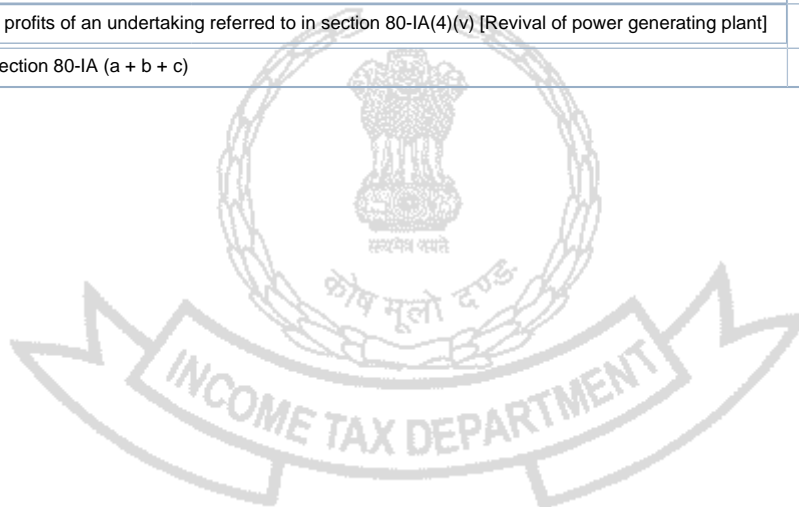 profits of an undertaking referred to in section 80-IA(4)(v) [Revival of power generating plant]
ection 80-IA (a + b + c)
सत्यमेव जयते
कोष मूलो दण्ड
INCOME TAX DEPARTMENT